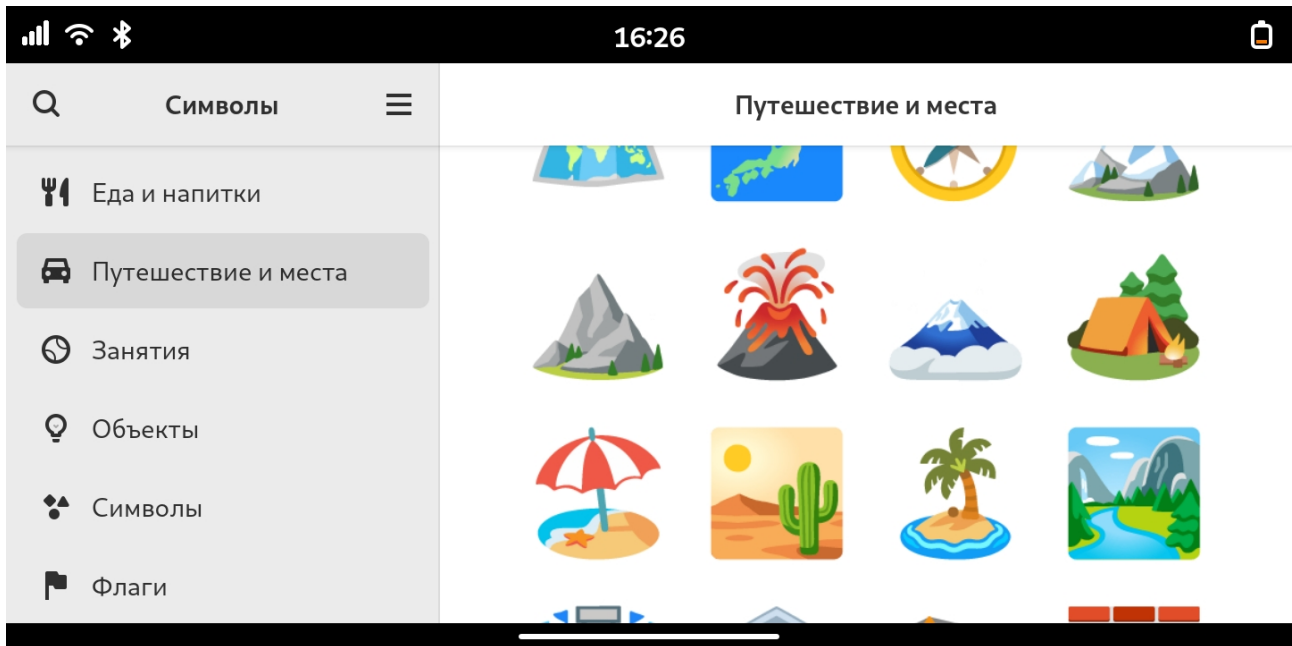 16:26
Символы
Путешествие и места
Еда и напитки
Путешествие и места
Занятия
Объекты
Символы
Флаги